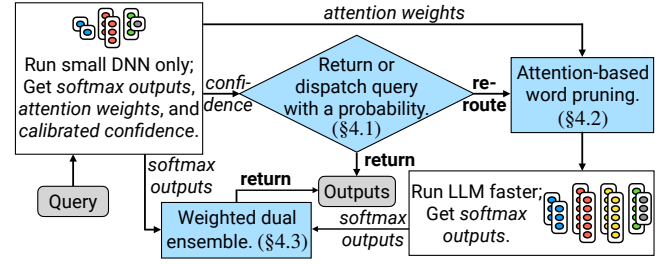 attention weights
Run small DNN only;
Get softmax outputs,
attention weights, and
calibrated confidence.
confi-
dence
Return or
dispatch query
with a probability.
(§4.1)
re-
route
Attention-based
word pruning.
(§4.2)
return
softmax
outputs
Query
return
Outputs
Weighted dual
ensemble. (§4.3)
softmax
outputs
Run LLM faster;
Get softmax
outputs.